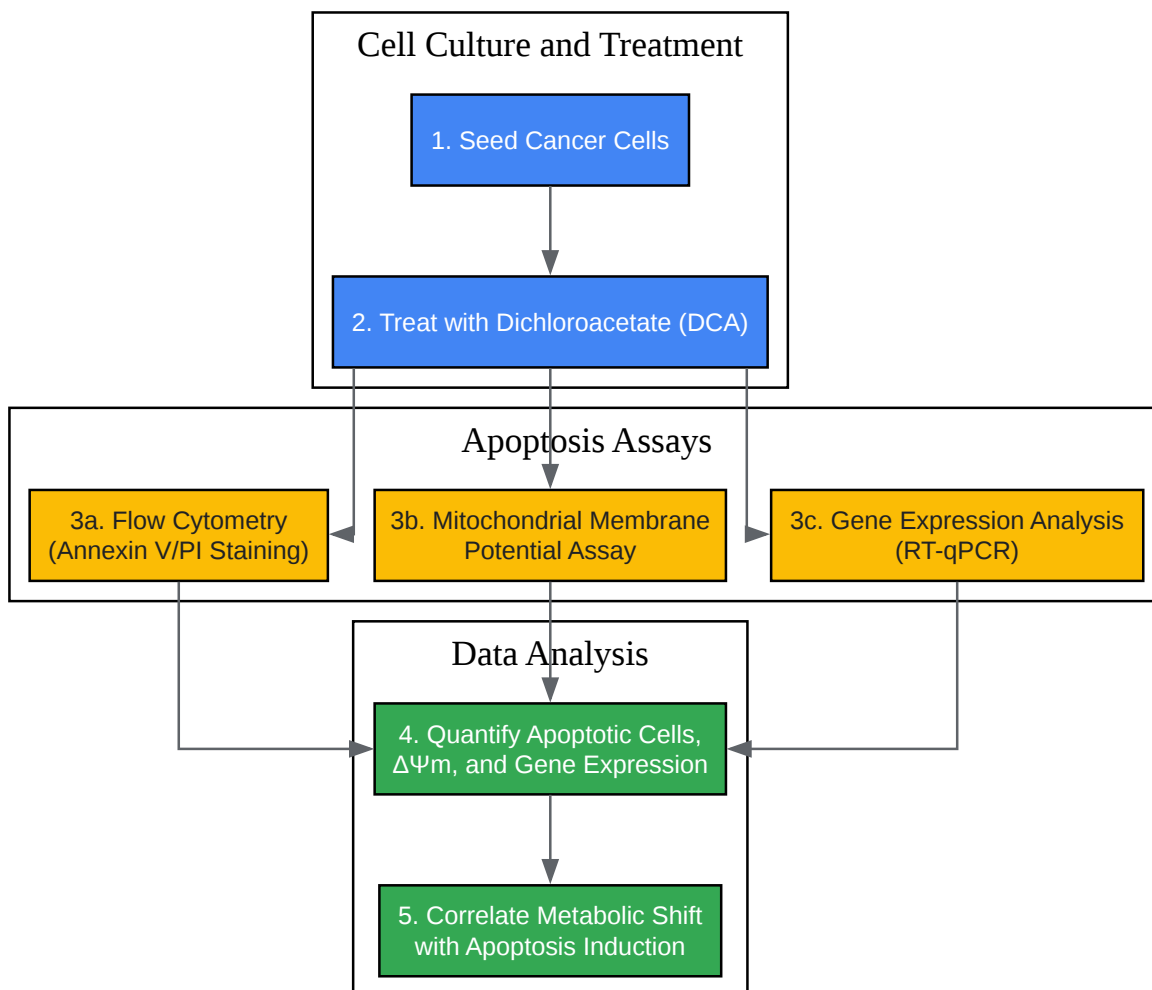 Cell Culture and Treatment
1. Seed Cancer Cells
2. Treat with Dichloroacetate (DCA)
Apoptosis Assays
3a. Flow Cytometry
(Annexin V/PI Staining)
3b. Mitochondrial Membrane
Potential Assay
3c. Gene Expression Analysis
(RT-qPCR)
Data Analysis
4. Quantify Apoptotic Cells,
ΔΨm, and Gene Expression
5. Correlate Metabolic Shift
with Apoptosis Induction